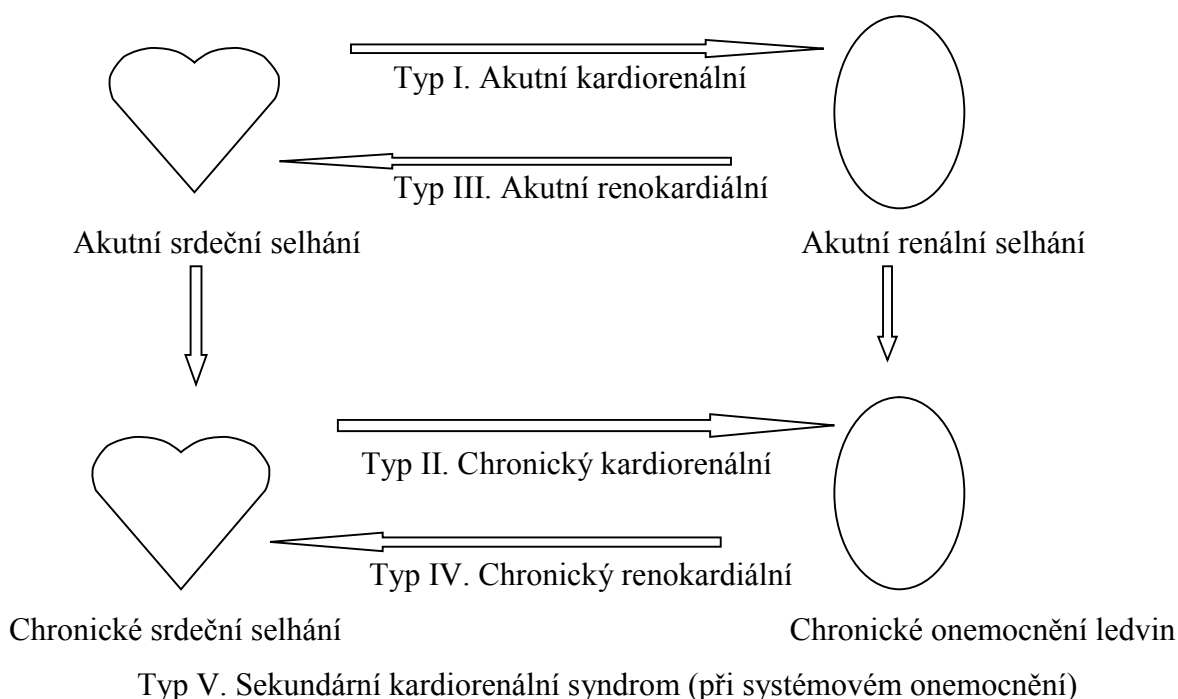 Typ I. Akutní kardiorenální
Typ III. Akutní renokardiální
Akutní srdeční selhání
Akutní renální selhání
Typ II. Chronický kardiorenální
Typ IV. Chronický renokardiální
Chronické srdeční selhání
Chronické onemocnění ledvin
Typ V. Sekundární kardiorenální syndrom (při systémovém onemocnění)